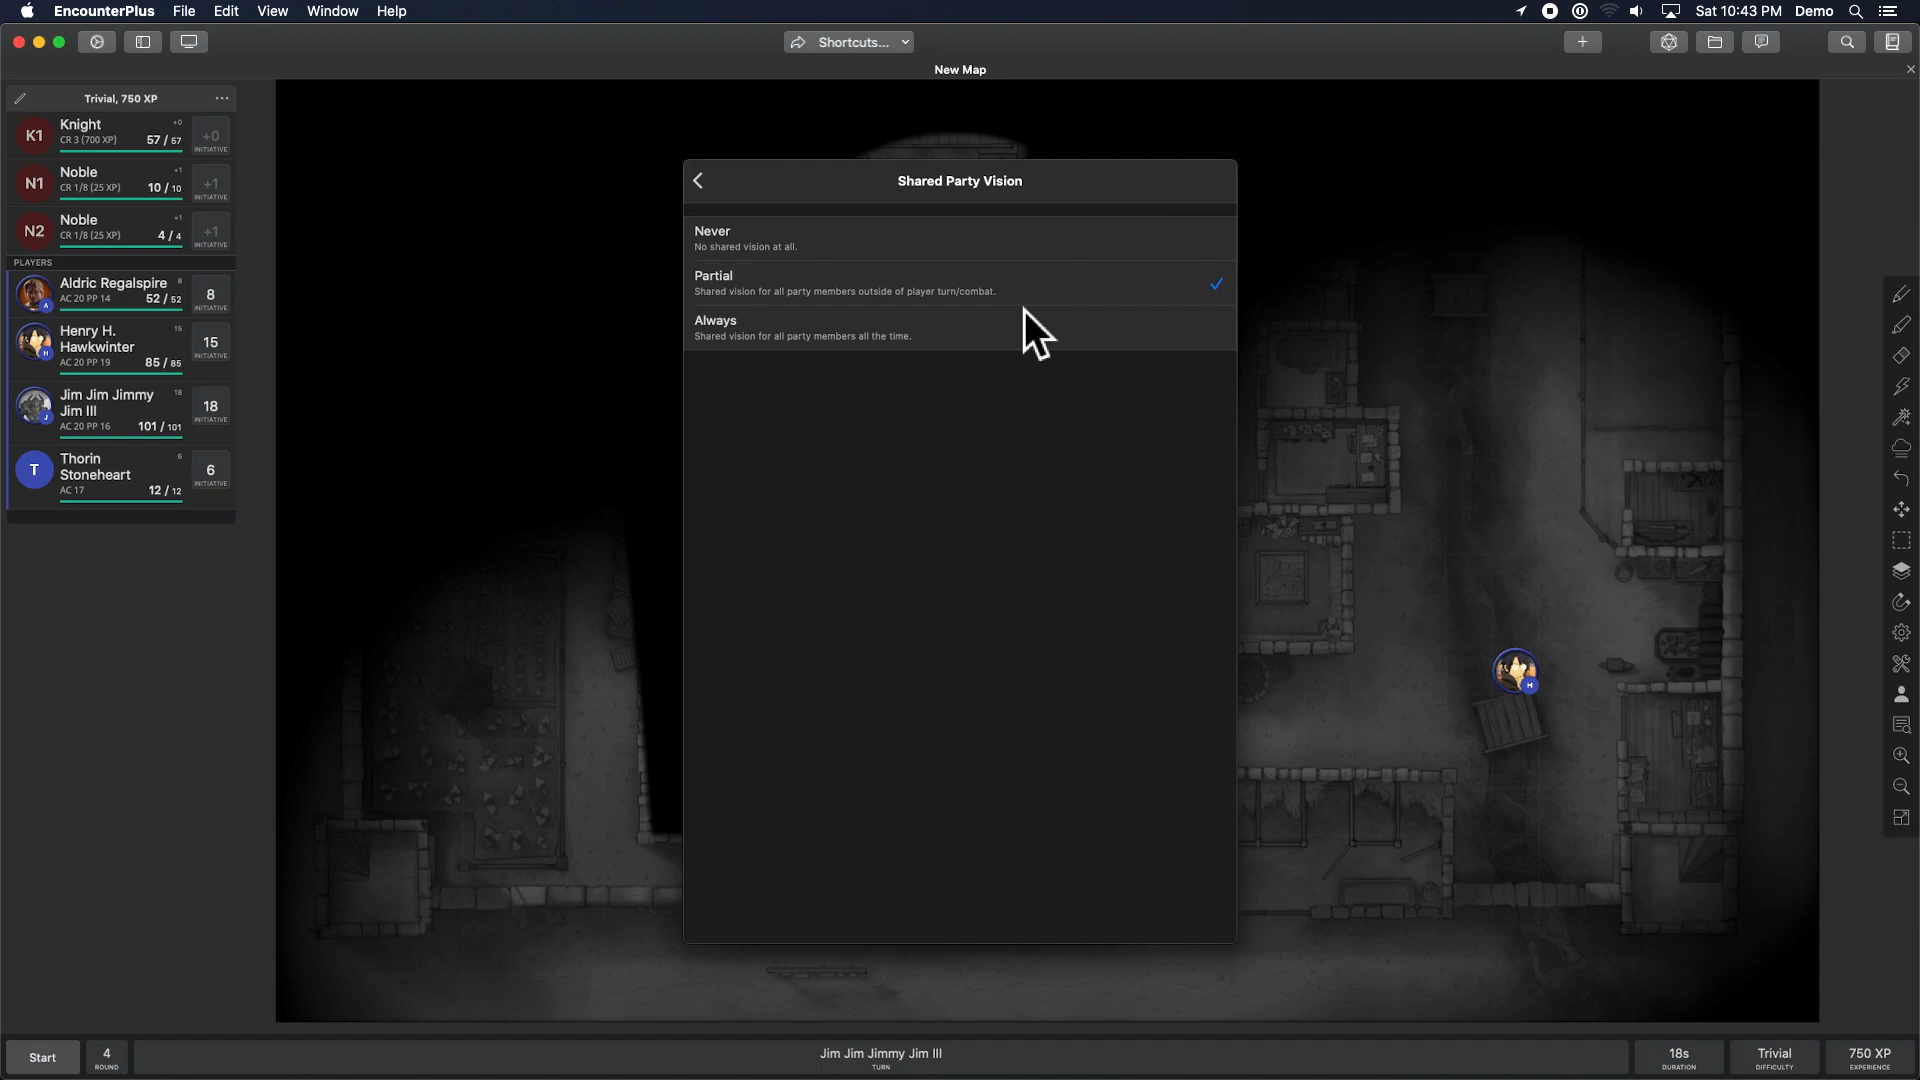 EncounterPlus File Edit View Window Help
Sat 10:43 PM Demo
Shortcuts...
New Map
Trivial, 750 XP
K1 Knight +0
CR 3 (700 XP) 57 / 57
+0
INITIATIVE
N1 Noble +1
CR 1/8 (25 XP) 10 / 10
+1
INITIATIVE
N2 Noble +1
CR 1/8 (25 XP) 4 / 4
+1
INITIATIVE
PLAYERS
Aldric Regalspire 8
A AC 20 PP 14 52 / 52
8
INITIATIVE
Henry H. 15
Hawkwinter
H AC 20 PP 19 85 / 85
15
INITIATIVE
Jim Jim Jimmy 18
Jim III
J AC 20 PP 16 101 / 101
18
INITIATIVE
Thorin 6
T Stoneheart
AC 17 12 / 12
6
INITIATIVE
Shared Party Vision
Never
No shared vision at all.
Partial
Shared vision for all party members outside of player turn/combat.
Always
Shared vision for all party members all the time.
H
Start
4
ROUND
Jim Jim Jimmy Jim III
TURN
18s
DURATION
Trivial
DIFFICULTY
750 XP
EXPERIENCE